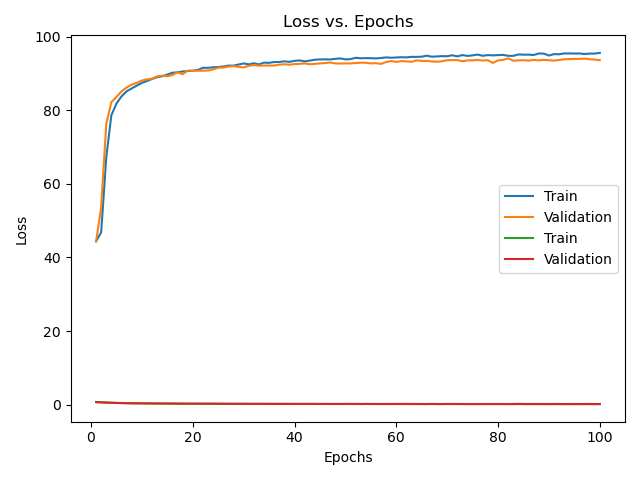 Loss vs. Epochs
100
80
60
40
20
0
Loss
Train
Validation
Train
Validation
0 20 40 60 80 100
Epochs